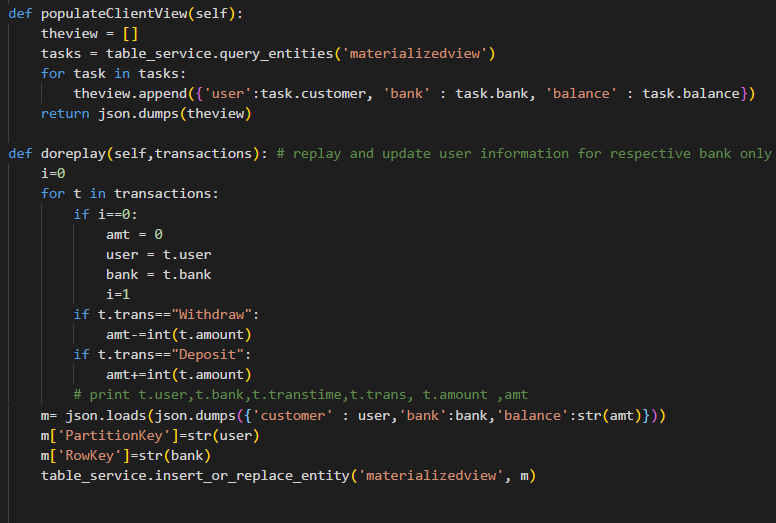 def populateClientView(self):
    theview = []
    tasks = table_service.query_entities('materializedview')
    for task in tasks:
        theview.append({'user':task.customer, 'bank' : task.bank, 'balance' : task.balance})
    return json.dumps(theview)

def doreplay(self,transactions): # replay and update user information for respective bank only
    i=0
    for t in transactions:
        if i==0:
            amt = 0
            user = t.user
            bank = t.bank
            i=1
        if t.trans=="Withdraw":
            amt-=int(t.amount)
        if t.trans=="Deposit":
            amt+=int(t.amount)
        # print t.user,t.bank,t.transtime,t.trans, t.amount ,amt
    m= json.loads(json.dumps({'customer' : user,'bank':bank,'balance':str(amt)}))
    m['PartitionKey']=str(user)
    m['RowKey']=str(bank)
    table_service.insert_or_replace_entity('materializedview', m)